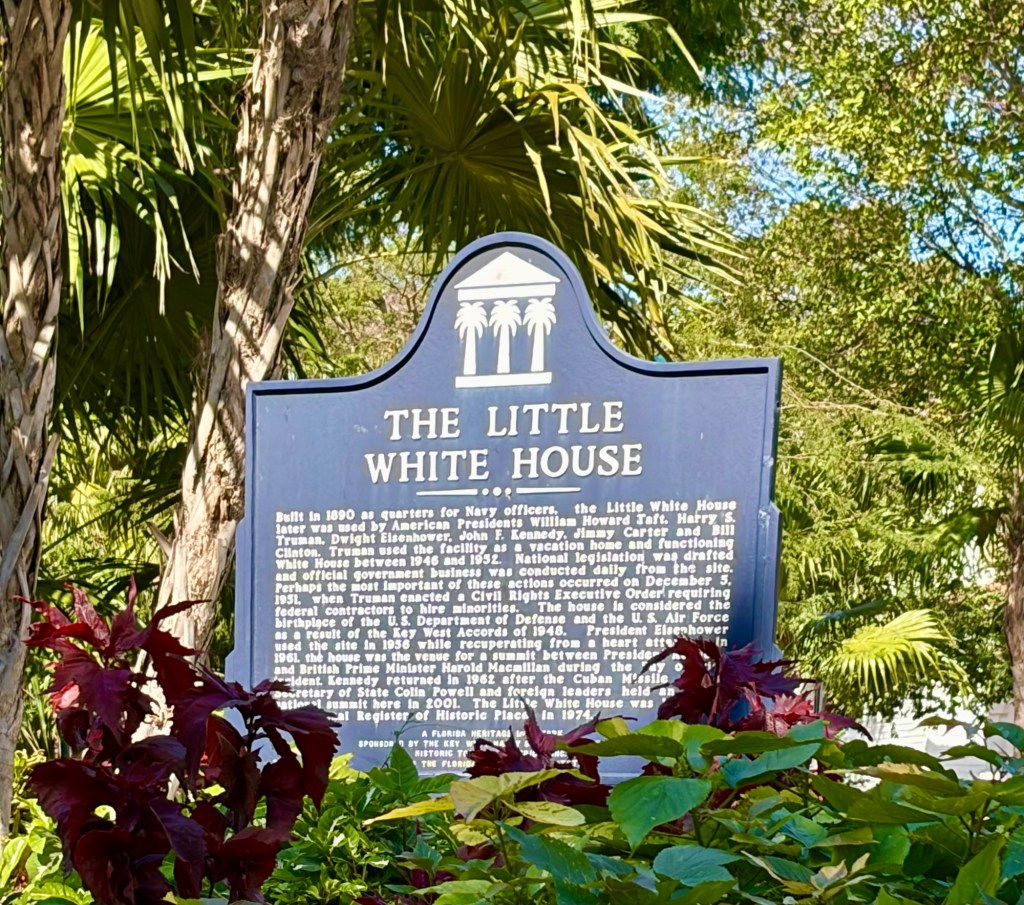 THE LITTLE
WHITE HOUSE
Built in 1890 as quarters for Navy officers, the Little White House
later was used by American Presidents William Howard Taft, Harry S.
Truman, Dwight Eisenhower, John F. Kennedy, Jimmy Carter and Bill
Clinton. Truman used the facility as a vacation home and functioning
White House between 1946 and 1952. National legislation was drafted
and official government business was conducted daily from the site.
Perhaps the most important of these actions occurred on December 5,
1951, when Truman enacted a Civil Rights Executive Order requiring
federal contractors to hire minorities. The house is considered the
birthplace of the U.S. Department of Defense and the U.S. Air Force
as a result of the Key West Accords of 1948. President Eisenhower
used the site in 1956 while recuperating from a heart attack. In
1961, the house was the venue for a summit between President
and British Prime Minister Harold Macmillan during the
ident Kennedy returned in 1962 after the Cuban Missile
cretary of State Colin Powell and foreign leaders held an
summit here in 2001. The Little White House was
al Register of Historic Places in 1974.
A FLORIDA HERITAGE
SPONSORED BY THE KEY
HISTORIC
THE FLORIDA